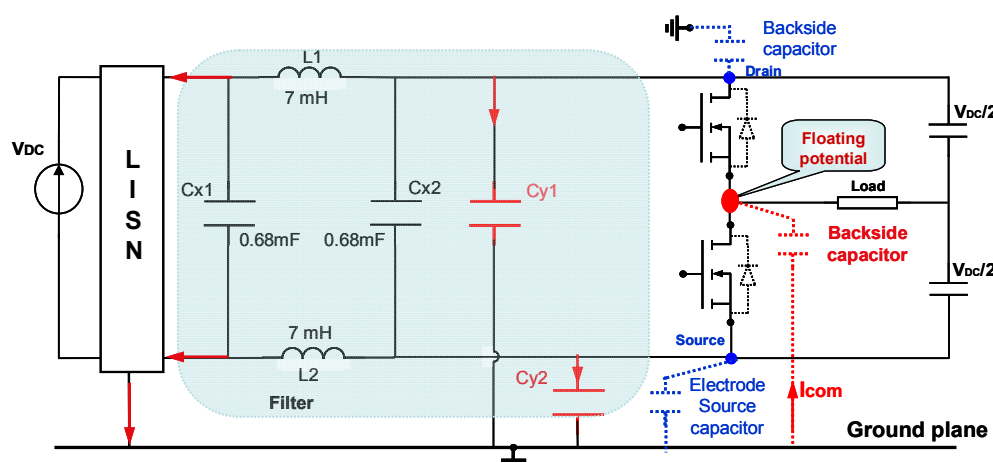 Backside
capacitor
L1
Drain
7 mH
VDC/2
VDC
L
I
S
N
Floating
potential
Cx1
Cx2
Cy1
Load
0.68mF
0.68mF
Backside
capacitor
VDC/2
7 mH
Source
L2
Cy2
Electrode
Source
capacitor
Icom
Filter
Ground plane